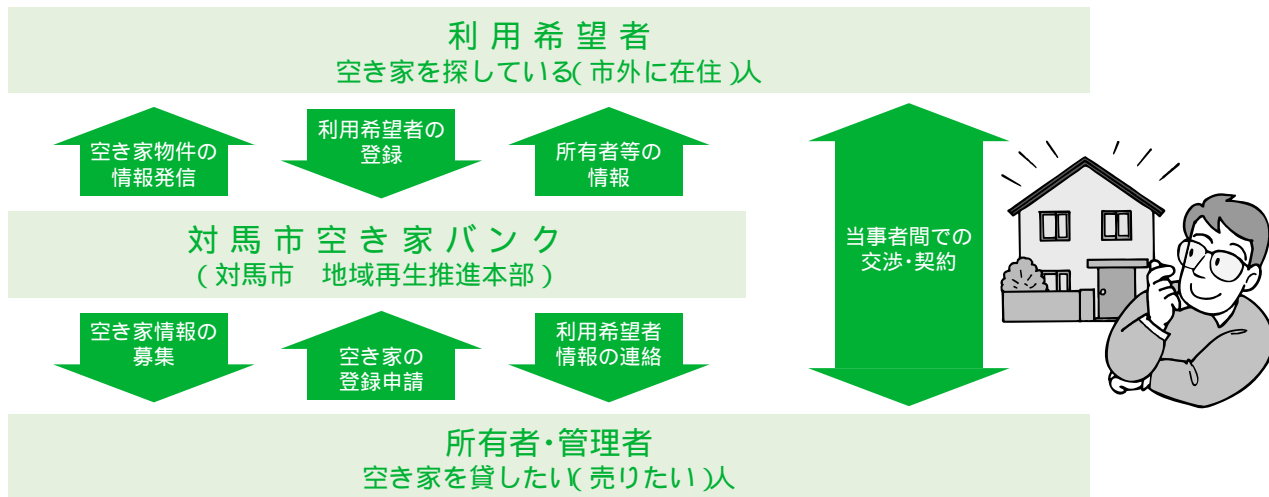 利用希望者
空き家を探している(市外に在住)人
空き家物件の
情報発信
利用希望者の
登録
所有者等の
情報
対馬市空き家バンク
(対馬市　地域再生推進本部)
当事者間での
交渉・契約
空き家情報の
募集
空き家の
登録申請
利用希望者
情報の連絡
所有者・管理者
空き家を貸したい(売りたい)人